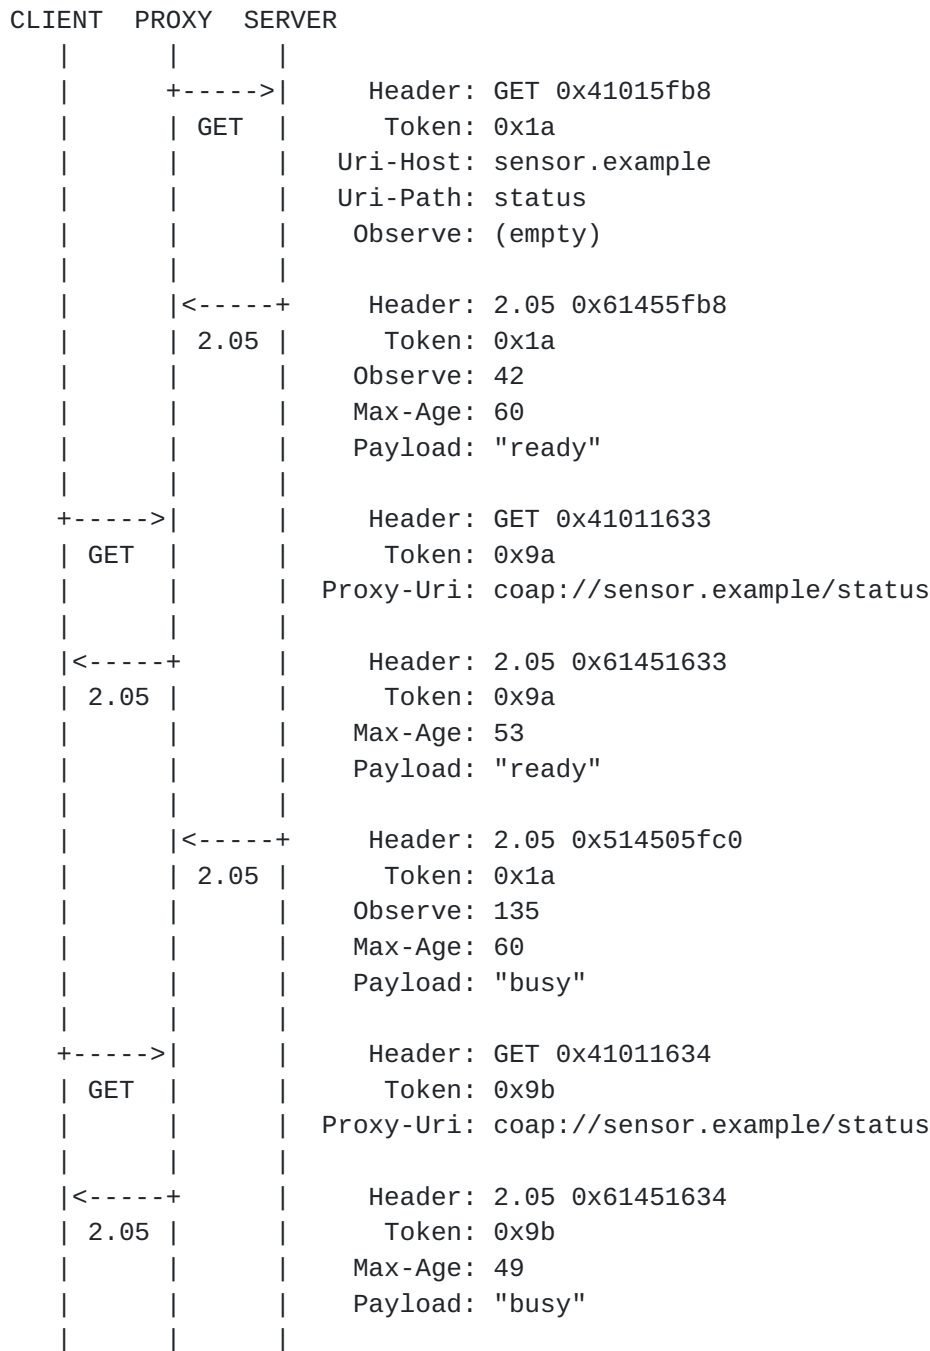 CLIENT  PROXY  SERVER
   |      |      |
   |      +----->|     Header: GET 0x41015fb8
   |      | GET  |      Token: 0x1a
   |      |      |   Uri-Host: sensor.example
   |      |      |   Uri-Path: status
   |      |      |    Observe: (empty)
   |      |      |
   |      |<-----+     Header: 2.05 0x61455fb8
   |      | 2.05 |      Token: 0x1a
   |      |      |    Observe: 42
   |      |      |    Max-Age: 60
   |      |      |    Payload: "ready"
   |      |      |
   +----->|      |     Header: GET 0x41011633
   | GET  |      |      Token: 0x9a
   |      |      |  Proxy-Uri: coap://sensor.example/status
   |      |      |
   |<-----+      |     Header: 2.05 0x61451633
   | 2.05 |      |      Token: 0x9a
   |      |      |    Max-Age: 53
   |      |      |    Payload: "ready"
   |      |      |
   |      |<-----+     Header: 2.05 0x514505fc0
   |      | 2.05 |      Token: 0x1a
   |      |      |    Observe: 135
   |      |      |    Max-Age: 60
   |      |      |    Payload: "busy"
   |      |      |
   +----->|      |     Header: GET 0x41011634
   | GET  |      |      Token: 0x9b
   |      |      |  Proxy-Uri: coap://sensor.example/status
   |      |      |
   |<-----+      |     Header: 2.05 0x61451634
   | 2.05 |      |      Token: 0x9b
   |      |      |    Max-Age: 49
   |      |      |    Payload: "busy"
   |      |      |